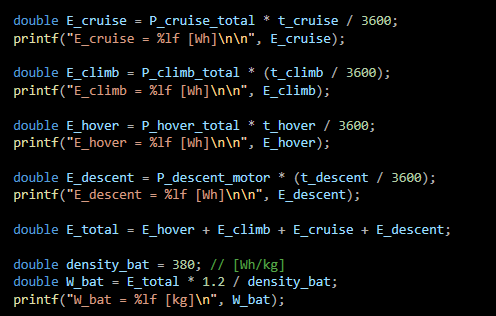 double E_cruise = P_cruise_total * t_cruise / 3600;
printf("E_cruise = %lf [Wh]\n\n", E_cruise);
double E_climb = P_climb_total * (t_climb / 3600);
printf("E_climb = %lf [Wh]\n\n", E_climb);
double E_hover = P_hover_total * t_hover / 3600;
printf("E_hover = %lf [Wh]\n\n", E_hover);
double E_descent = P_descent_motor * (t_descent / 3600);
printf("E_descent = %lf [Wh]\n\n", E_descent);
double E_total = E_hover + E_climb + E_cruise + E_descent;
double density_bat = 380; // [Wh/kg]
double W_bat = E_total * 1.2 / density_bat;
printf("W_bat = %lf [kg]\n", W_bat);